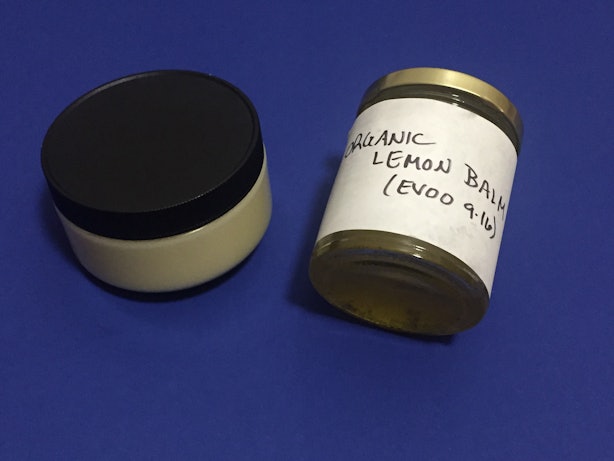 ORGANIC
LEMON BALM
(EVOO 9.16)